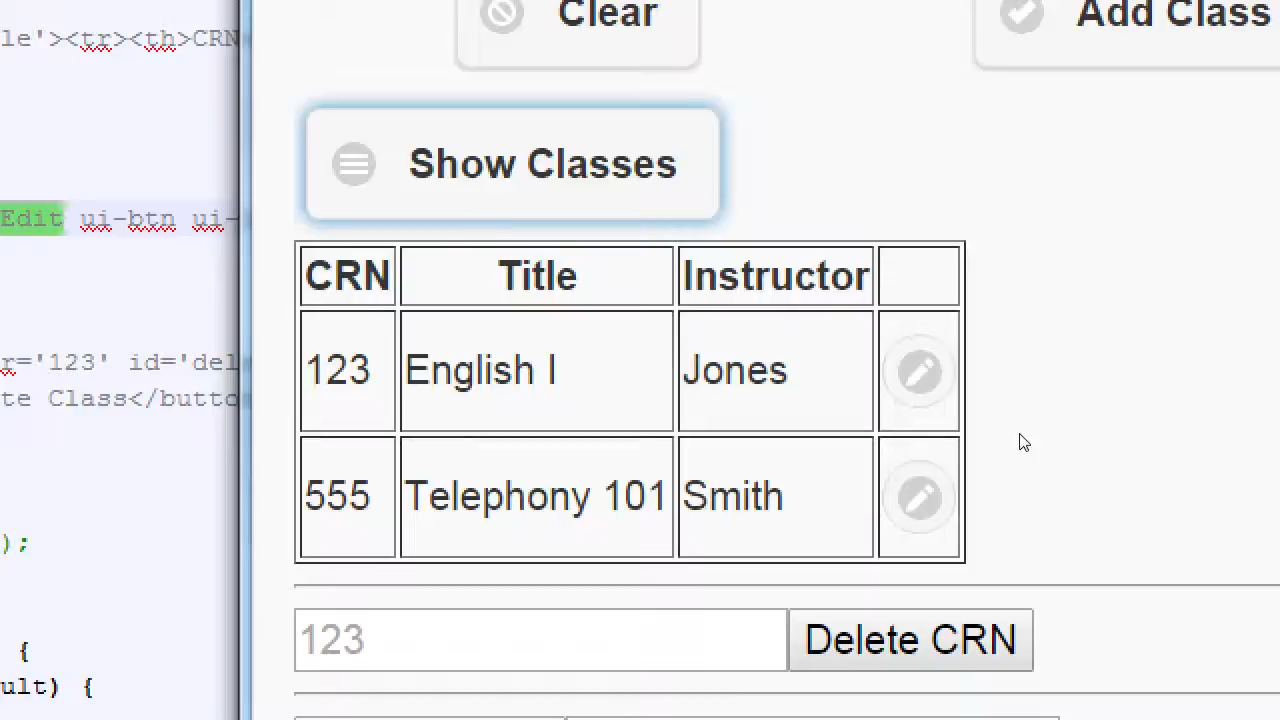 Clear
Add Class
le'><tr><th>CRN
Show Classes
Edit ui-btn ui-
CRN Title Instructor
123 English I Jones
555 Telephony 101 Smith
r='123' id='del
te Class</butto
);
123 Delete CRN
{
ult) {